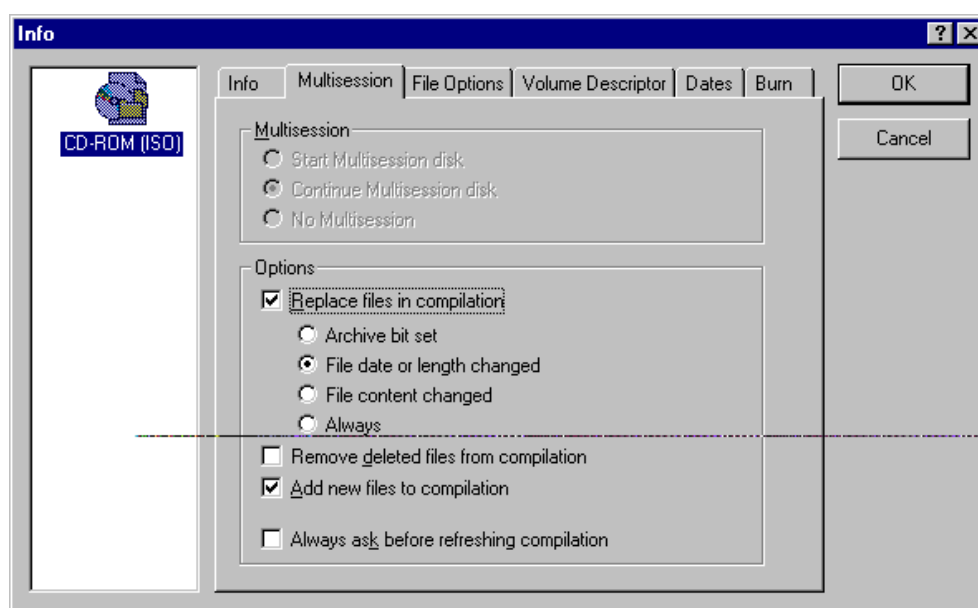 Info
CD-ROM (ISO)
Info Multisession File Options Volume Descriptor Dates Burn
OK
Cancel
Multisession
Start Multisession disk
Continue Multisession disk
No Multisession
Options
Replace files in compilation
Archive bit set
File date or length changed
File content changed
Always
Remove deleted files from compilation
Add new files to compilation
Always ask before refreshing compilation